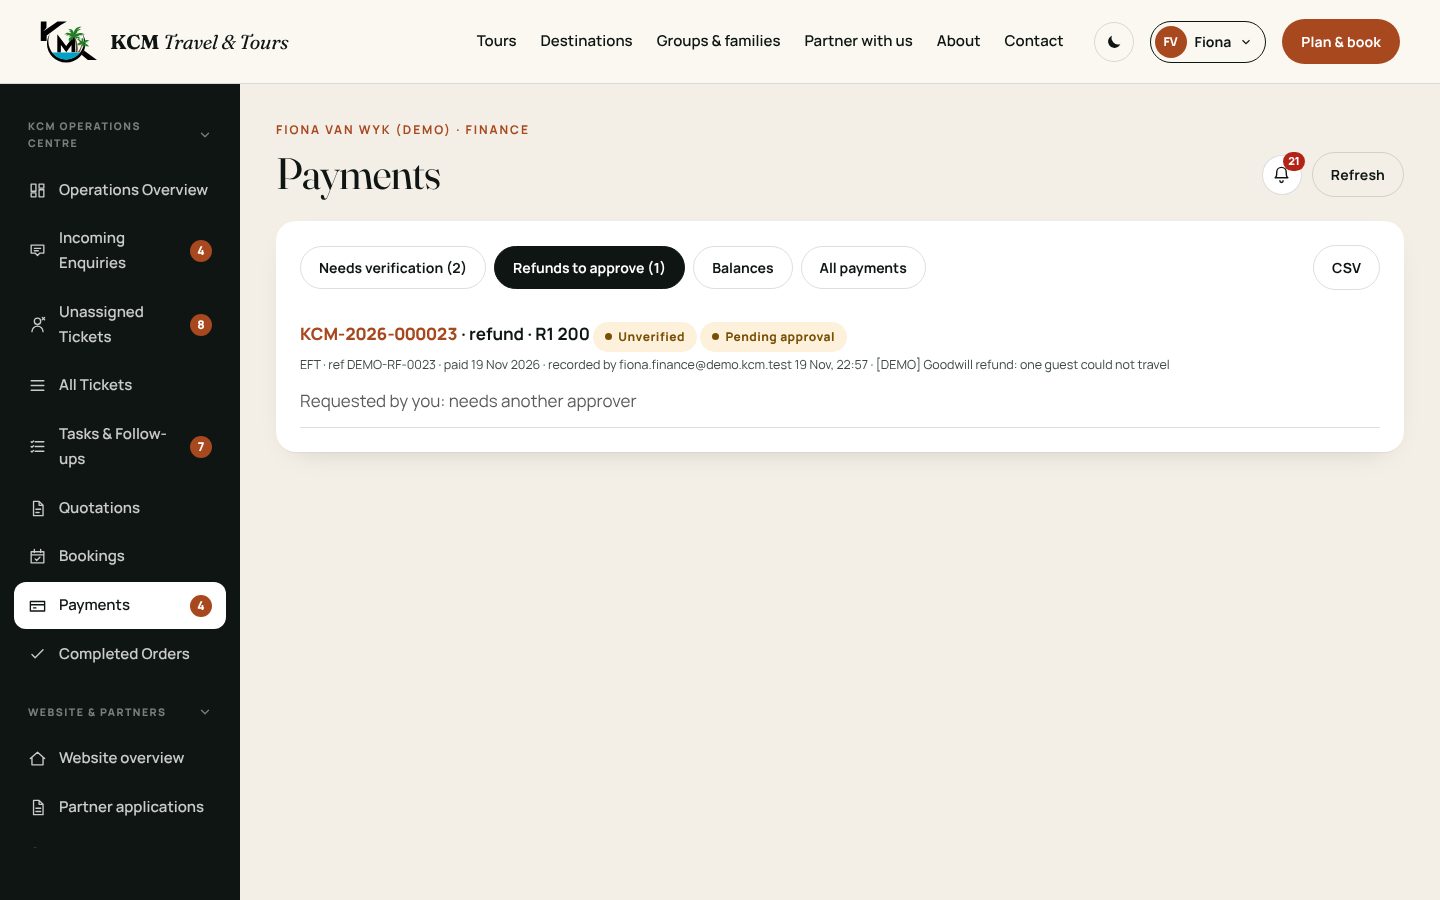 KCM Travel & Tours
Tours
Destinations
Groups & families
Partner with us
About
Contact
FV
Fiona
Plan & book
KCM OPERATIONS
CENTRE
Operations Overview
Incoming
Enquiries
4
Unassigned
Tickets
8
All Tickets
Tasks & Follow-
ups
7
Quotations
Bookings
Payments
4
Completed Orders
WEBSITE & PARTNERS
Website overview
Partner applications
FIONA VAN WYK (DEMO) · FINANCE
Payments
21
Refresh
Needs verification (2)
Refunds to approve (1)
Balances
All payments
CSV
KCM-2026-000023 · refund · R1 200 Unverified Pending approval
EFT · ref DEMO-RF-0023 · paid 19 Nov 2026 · recorded by fiona.finance@demo.kcm.test 19 Nov, 22:57 · [DEMO] Goodwill refund: one guest could not travel
Requested by you: needs another approver